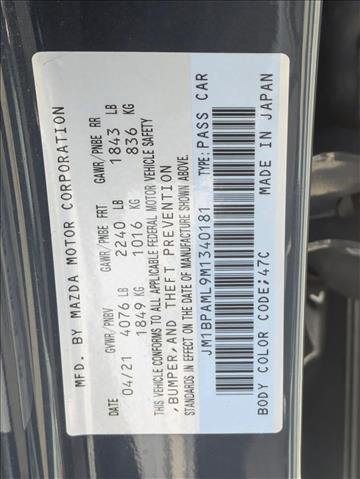 MFD. BY MAZDA MOTOR CORPORATION
GVWR/PNBV GAWR/PNBE FRT GAWR/PNBE RR
DATE 4076 LB 2240 LB 1843 LB
04/21 1849 KG 1016 KG 836 KG
THIS VEHICLE CONFORMS TO ALL APPLICABLE FEDERAL MOTOR VEHICLE SAFETY
,BUMPER,AND THEFT PREVENTION
STANDARDS IN EFFECT ON THE DATE OF MANUFACTURE SHOWN ABOVE.
JM1BPAML9M1340181 TYPE: PASS CAR
BODY COLOR CODE;47C MADE IN JAPAN